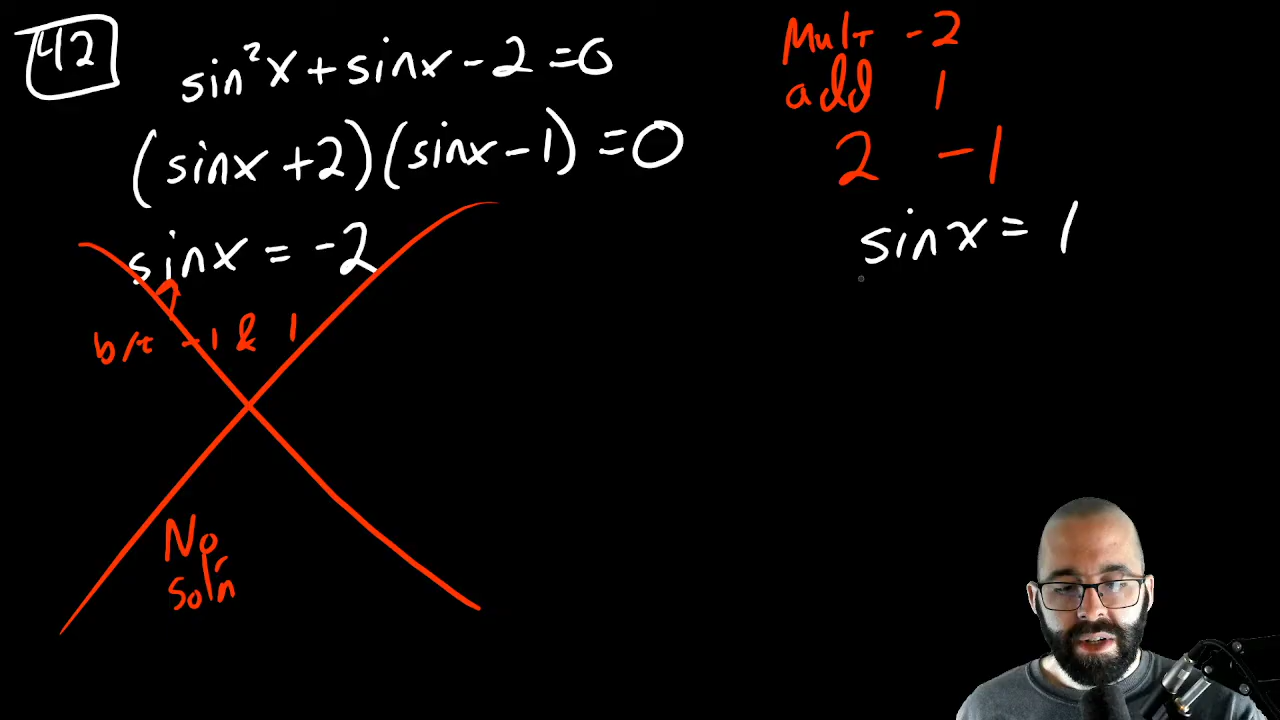 42
sin²x + sinx - 2 = 0
(sinx + 2)(sinx - 1) = 0
sinx = -2
b/t -1 & 1
No
Sol'n
Mult -2
add 1
2 -1
sinx = 1